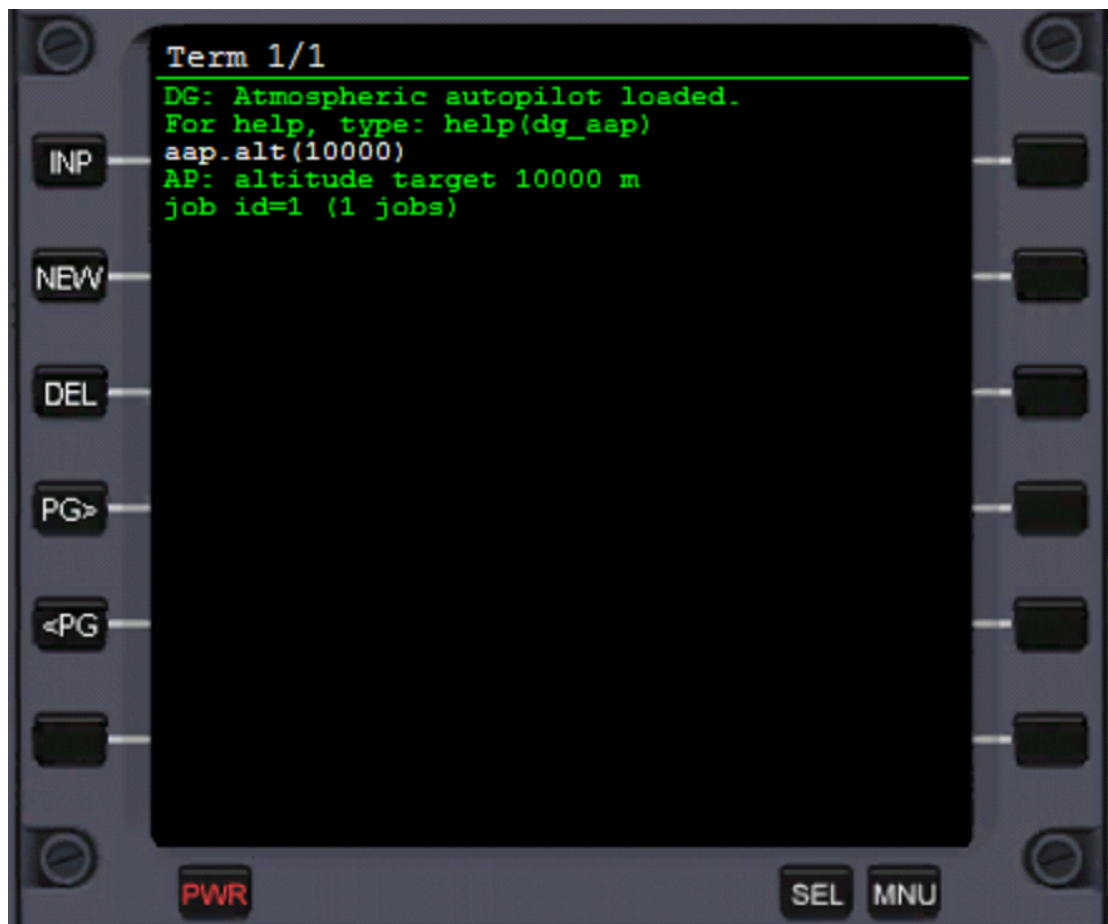 Term 1/1
DG: Atmospheric autopilot loaded.
For help, type: help(dg_aap)
aap.alt(10000)
AP: altitude target 10000 m
job id=1 (1 jobs)
INP
NEW
DEL
PG>
<PG
PWR
SEL
MNU